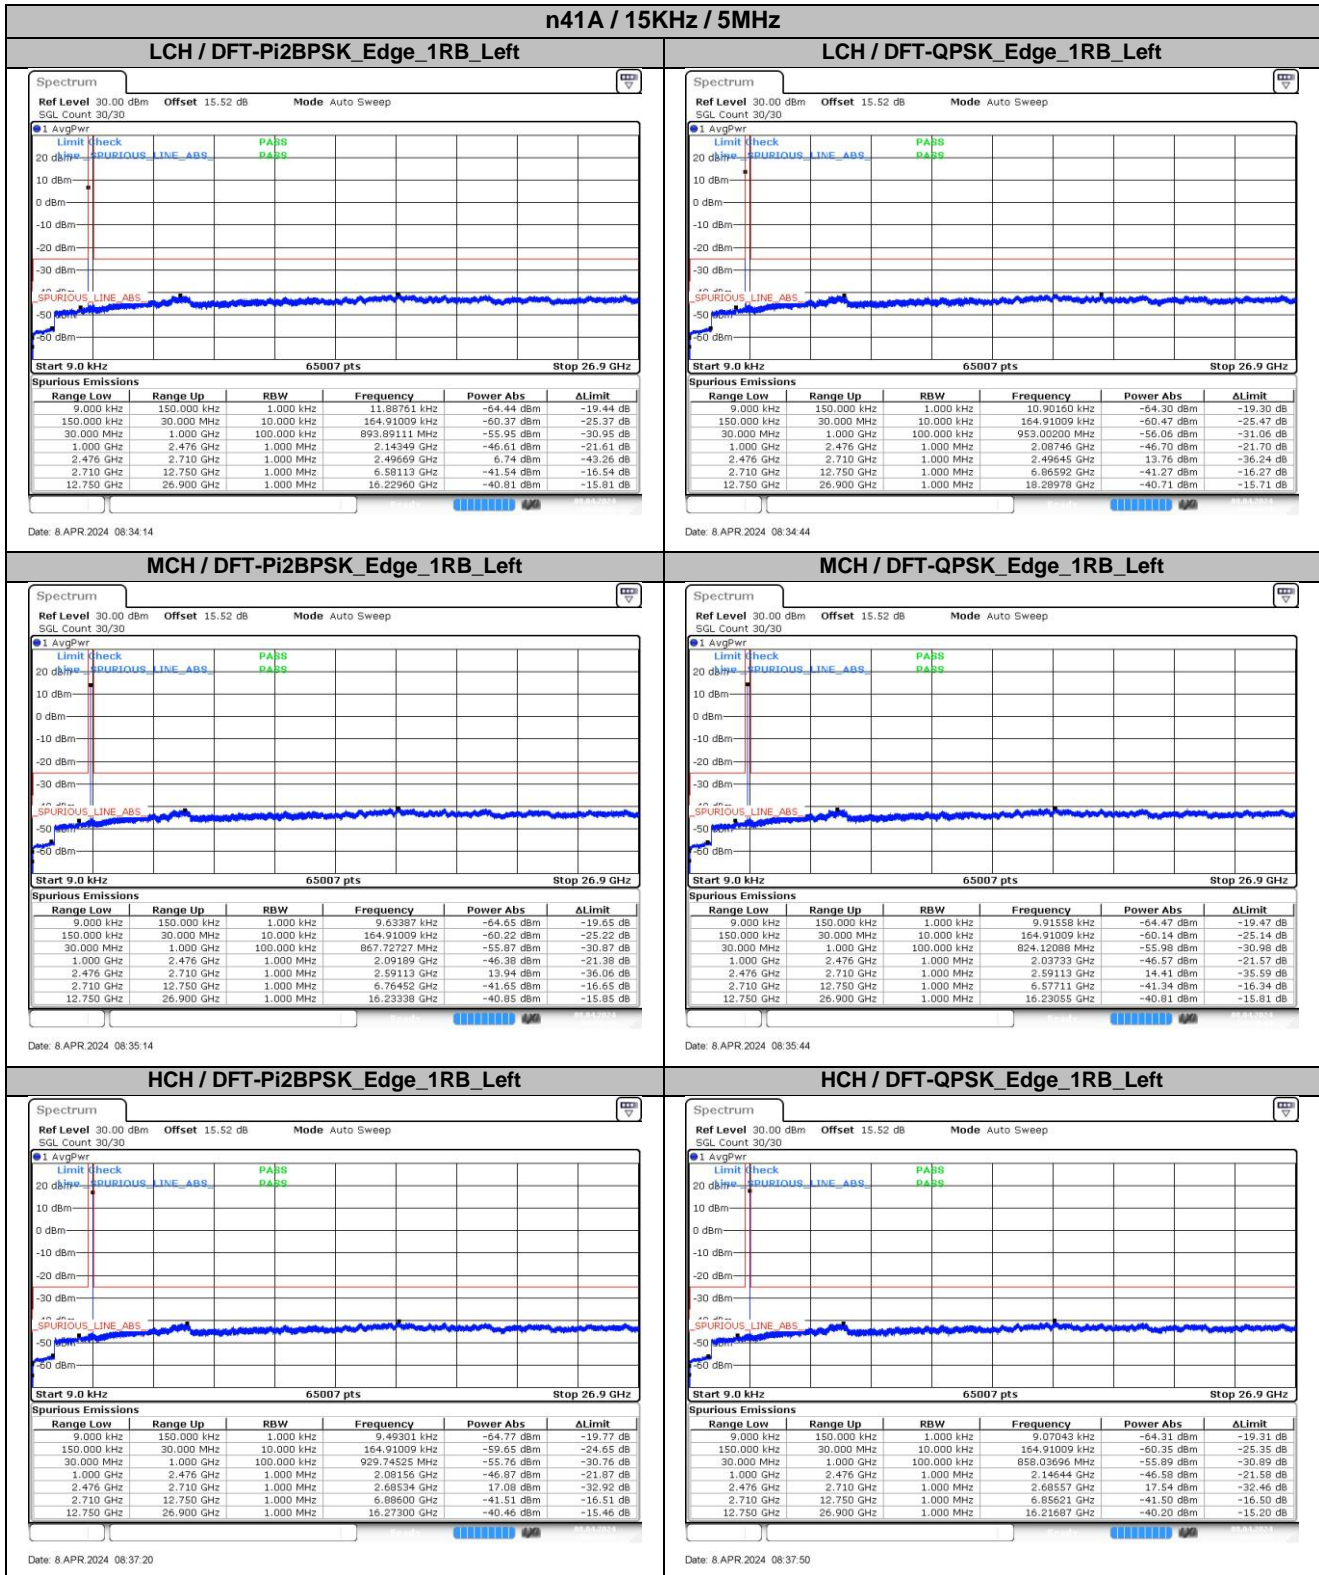 n41A / 15KHz / 5MHz
LCH / DFT-Pi2BPSK_Edge_1RB_Left
Spectrum
Ref Level 30.00 dBm Offset 15.52 dB Mode Auto Sweep
SGL Count 30/30
1 AvgPwr
Limit Check PASS
Line _SPURIOUS_LINE_ABS_ PASS
20 dBm
10 dBm
0 dBm
-10 dBm
-20 dBm
-30 dBm
_SPURIOUS_LINE_ABS_
-50 dBm
-60 dBm
Start 9.0 kHz 65007 pts Stop 26.9 GHz
Spurious Emissions
Range Low Range Up RBW Frequency Power Abs ΔLimit
9.000 kHz 150.000 kHz 1.000 kHz 11.88761 kHz -64.44 dBm -19.44 dB
150.000 kHz 30.000 MHz 10.000 kHz 164.91009 kHz -60.37 dBm -25.37 dB
30.000 MHz 1.000 GHz 100.000 kHz 893.89111 MHz -55.95 dBm -30.95 dB
1.000 GHz 2.476 GHz 1.000 MHz 2.14349 GHz -46.61 dBm -21.61 dB
2.476 GHz 2.710 GHz 1.000 MHz 2.49669 GHz 6.74 dBm -43.26 dB
2.710 GHz 12.750 GHz 1.000 MHz 6.58113 GHz -41.54 dBm -16.54 dB
12.750 GHz 26.900 GHz 1.000 MHz 16.22960 GHz -40.81 dBm -15.81 dB
Date: 8.APR.2024 08:34:14
LCH / DFT-QPSK_Edge_1RB_Left
Spectrum
Ref Level 30.00 dBm Offset 15.52 dB Mode Auto Sweep
SGL Count 30/30
1 AvgPwr
Limit Check PASS
Line _SPURIOUS_LINE_ABS_ PASS
20 dBm
10 dBm
0 dBm
-10 dBm
-20 dBm
-30 dBm
_SPURIOUS_LINE_ABS_
-50 dBm
-60 dBm
Start 9.0 kHz 65007 pts Stop 26.9 GHz
Spurious Emissions
Range Low Range Up RBW Frequency Power Abs ΔLimit
9.000 kHz 150.000 kHz 1.000 kHz 10.90160 kHz -64.30 dBm -19.30 dB
150.000 kHz 30.000 MHz 10.000 kHz 164.91009 kHz -60.47 dBm -25.47 dB
30.000 MHz 1.000 GHz 100.000 kHz 953.00200 MHz -56.06 dBm -31.06 dB
1.000 GHz 2.476 GHz 1.000 MHz 2.08746 GHz -46.70 dBm -21.70 dB
2.476 GHz 2.710 GHz 1.000 MHz 2.49645 GHz 13.76 dBm -36.24 dB
2.710 GHz 12.750 GHz 1.000 MHz 6.86592 GHz -41.27 dBm -16.27 dB
12.750 GHz 26.900 GHz 1.000 MHz 18.28978 GHz -40.71 dBm -15.71 dB
Date: 8.APR.2024 08:34:44
MCH / DFT-Pi2BPSK_Edge_1RB_Left
Spectrum
Ref Level 30.00 dBm Offset 15.52 dB Mode Auto Sweep
SGL Count 30/30
1 AvgPwr
Limit Check PASS
Line _SPURIOUS_LINE_ABS_ PASS
20 dBm
10 dBm
0 dBm
-10 dBm
-20 dBm
-30 dBm
_SPURIOUS_LINE_ABS_
-50 dBm
-60 dBm
Start 9.0 kHz 65007 pts Stop 26.9 GHz
Spurious Emissions
Range Low Range Up RBW Frequency Power Abs ΔLimit
9.000 kHz 150.000 kHz 1.000 kHz 9.63387 kHz -64.65 dBm -19.65 dB
150.000 kHz 30.000 MHz 10.000 kHz 164.91009 kHz -60.22 dBm -25.22 dB
30.000 MHz 1.000 GHz 100.000 kHz 867.72727 MHz -55.87 dBm -30.87 dB
1.000 GHz 2.476 GHz 1.000 MHz 2.09189 GHz -46.38 dBm -21.38 dB
2.476 GHz 2.710 GHz 1.000 MHz 2.59113 GHz 13.94 dBm -36.06 dB
2.710 GHz 12.750 GHz 1.000 MHz 6.76452 GHz -41.65 dBm -16.65 dB
12.750 GHz 26.900 GHz 1.000 MHz 16.23338 GHz -40.85 dBm -15.85 dB
Date: 8.APR.2024 08:35:14
MCH / DFT-QPSK_Edge_1RB_Left
Spectrum
Ref Level 30.00 dBm Offset 15.52 dB Mode Auto Sweep
SGL Count 30/30
1 AvgPwr
Limit Check PASS
Line _SPURIOUS_LINE_ABS_ PASS
20 dBm
10 dBm
0 dBm
-10 dBm
-20 dBm
-30 dBm
_SPURIOUS_LINE_ABS_
-50 dBm
-60 dBm
Start 9.0 kHz 65007 pts Stop 26.9 GHz
Spurious Emissions
Range Low Range Up RBW Frequency Power Abs ΔLimit
9.000 kHz 150.000 kHz 1.000 kHz 9.91558 kHz -64.47 dBm -19.47 dB
150.000 kHz 30.000 MHz 10.000 kHz 164.91009 kHz -60.14 dBm -25.14 dB
30.000 MHz 1.000 GHz 100.000 kHz 824.12088 MHz -55.98 dBm -30.98 dB
1.000 GHz 2.476 GHz 1.000 MHz 2.03733 GHz -46.57 dBm -21.57 dB
2.476 GHz 2.710 GHz 1.000 MHz 2.59113 GHz 14.41 dBm -35.59 dB
2.710 GHz 12.750 GHz 1.000 MHz 6.57711 GHz -41.34 dBm -16.34 dB
12.750 GHz 26.900 GHz 1.000 MHz 16.23055 GHz -40.81 dBm -15.81 dB
Date: 8.APR.2024 08:35:44
HCH / DFT-Pi2BPSK_Edge_1RB_Left
Spectrum
Ref Level 30.00 dBm Offset 15.52 dB Mode Auto Sweep
SGL Count 30/30
1 AvgPwr
Limit Check PASS
Line _SPURIOUS_LINE_ABS_ PASS
20 dBm
10 dBm
0 dBm
-10 dBm
-20 dBm
-30 dBm
_SPURIOUS_LINE_ABS_
-50 dBm
-60 dBm
Start 9.0 kHz 65007 pts Stop 26.9 GHz
Spurious Emissions
Range Low Range Up RBW Frequency Power Abs ΔLimit
9.000 kHz 150.000 kHz 1.000 kHz 9.49301 kHz -64.77 dBm -19.77 dB
150.000 kHz 30.000 MHz 10.000 kHz 164.91009 kHz -59.65 dBm -24.65 dB
30.000 MHz 1.000 GHz 100.000 kHz 929.74525 MHz -55.76 dBm -30.76 dB
1.000 GHz 2.476 GHz 1.000 MHz 2.08156 GHz -46.87 dBm -21.87 dB
2.476 GHz 2.710 GHz 1.000 MHz 2.68534 GHz 17.08 dBm -32.92 dB
2.710 GHz 12.750 GHz 1.000 MHz 6.88600 GHz -41.51 dBm -16.51 dB
12.750 GHz 26.900 GHz 1.000 MHz 16.27300 GHz -40.46 dBm -15.46 dB
Date: 8.APR.2024 08:37:20
HCH / DFT-QPSK_Edge_1RB_Left
Spectrum
Ref Level 30.00 dBm Offset 15.52 dB Mode Auto Sweep
SGL Count 30/30
1 AvgPwr
Limit Check PASS
Line _SPURIOUS_LINE_ABS_ PASS
20 dBm
10 dBm
0 dBm
-10 dBm
-20 dBm
-30 dBm
_SPURIOUS_LINE_ABS_
-50 dBm
-60 dBm
Start 9.0 kHz 65007 pts Stop 26.9 GHz
Spurious Emissions
Range Low Range Up RBW Frequency Power Abs ΔLimit
9.000 kHz 150.000 kHz 1.000 kHz 9.07043 kHz -64.31 dBm -19.31 dB
150.000 kHz 30.000 MHz 10.000 kHz 164.91009 kHz -60.35 dBm -25.35 dB
30.000 MHz 1.000 GHz 100.000 kHz 858.03696 MHz -55.89 dBm -30.89 dB
1.000 GHz 2.476 GHz 1.000 MHz 2.14644 GHz -46.58 dBm -21.58 dB
2.476 GHz 2.710 GHz 1.000 MHz 2.68557 GHz 17.54 dBm -32.46 dB
2.710 GHz 12.750 GHz 1.000 MHz 6.85621 GHz -41.50 dBm -16.50 dB
12.750 GHz 26.900 GHz 1.000 MHz 16.21687 GHz -40.20 dBm -15.20 dB
Date: 8.APR.2024 08:37:50